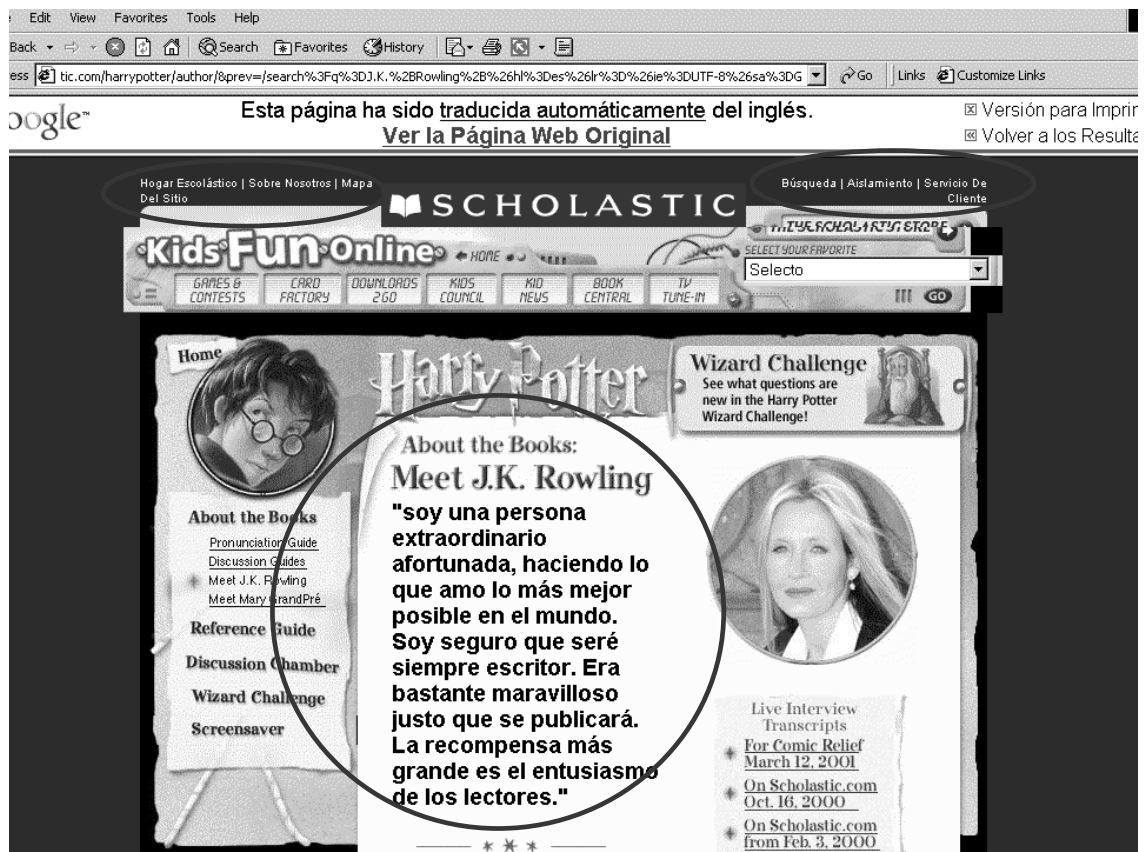 Edit View Favorites Tools Help
Back Search Favorites History
ess tic.com/harrypotter/author/&prev=/search%3Fq%3DJ.K.%2BRowling%2B%26hl%3Des%26lr%3D%26ie%3DUTF-8%26sa%3DG Go Links Customize Links
oogle™ Esta página ha sido traducida automáticamente del inglés. Versión para Imprir
Ver la Página Web Original Volver a los Resulta
Hogar Escolástico | Sobre Nosotros | Mapa
Del Sitio
SCHOLASTIC
Búsqueda | Aislamiento | Servicio De
Cliente
Kids Fun Online HOME
THE SCHOLASTIC STORE
SELECT YOUR FAVORITE
Selecto
GO
GAMES & CONTESTS CARD FACTORY DOWNLOADS 2GO KIDS COUNCIL KID NEWS BOOK CENTRAL TV TUNE-IN
Home
Harry Potter
Wizard Challenge
See what questions are
new in the Harry Potter
Wizard Challenge!
About the Books
Pronunciation Guide
Discussion Guides
Meet J.K. Rowling
Meet Mary GrandPré
Reference Guide
Discussion Chamber
Wizard Challenge
Screensaver
About the Books:
Meet J.K. Rowling
"soy una persona
extraordinario
afortunada, haciendo lo
que amo lo más mejor
posible en el mundo.
Soy seguro que seré
siempre escritor. Era
bastante maravilloso
justo que se publicará.
La recompensa más
grande es el entusiasmo
de los lectores."
Live Interview
Transcripts
For Comic Relief
March 12, 2001
On Scholastic.com
Oct. 16, 2000
On Scholastic.com
from Feb. 3, 2000